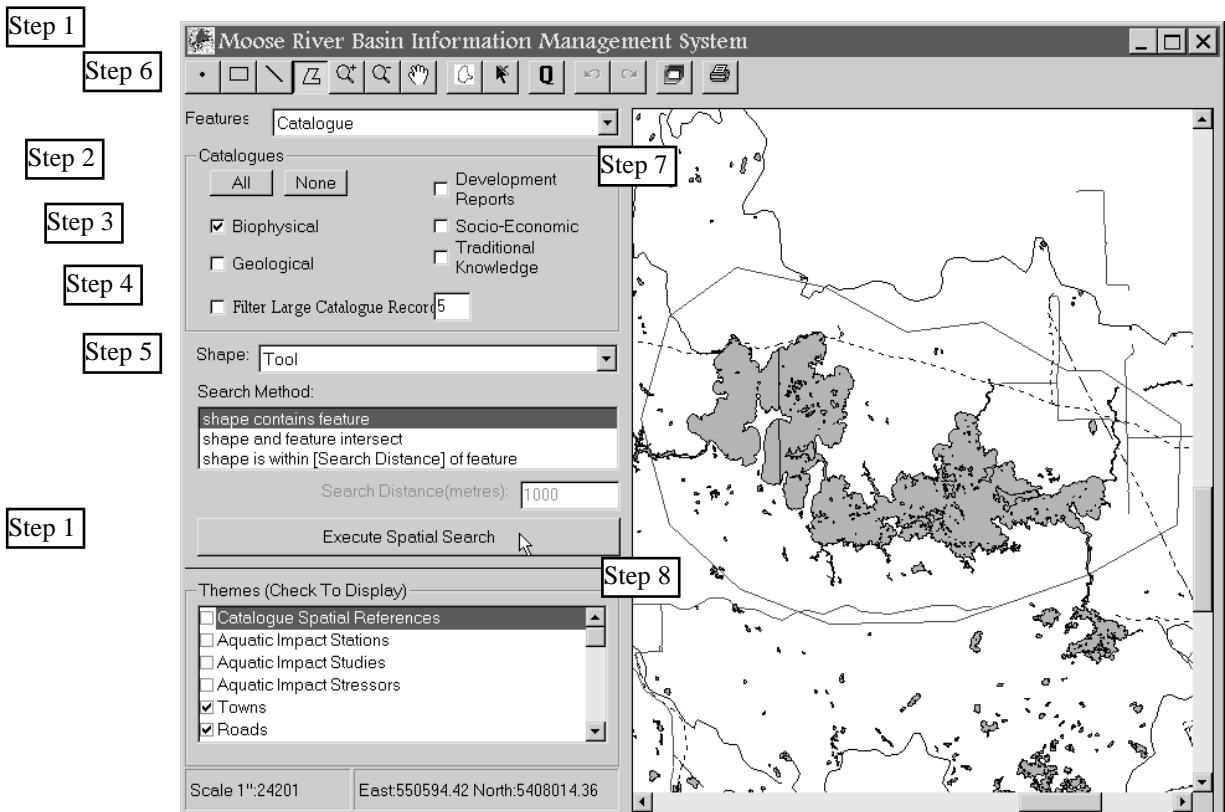 Step 1
Moose River Basin Information Management System
Step 6
Q
Features
Catalogue
Step 2
Catalogues
Step 7
All
None
Development
Reports
Step 3
Biophysical
Socio-Economic
Geological
Traditional
Knowledge
Step 4
Filter Large Catalogue Recor
5
Step 5
Shape:
Tool
Search Method:
shape contains feature
shape and feature intersect
shape is within [Search Distance] of feature
Search Distance(metres):
1000
Step 1
Execute Spatial Search
Step 8
Themes (Check To Display)
Catalogue Spatial References
Aquatic Impact Stations
Aquatic Impact Studies
Aquatic Impact Stressors
Towns
Roads
Scale 1":24201
East:550594.42 North:5408014.36